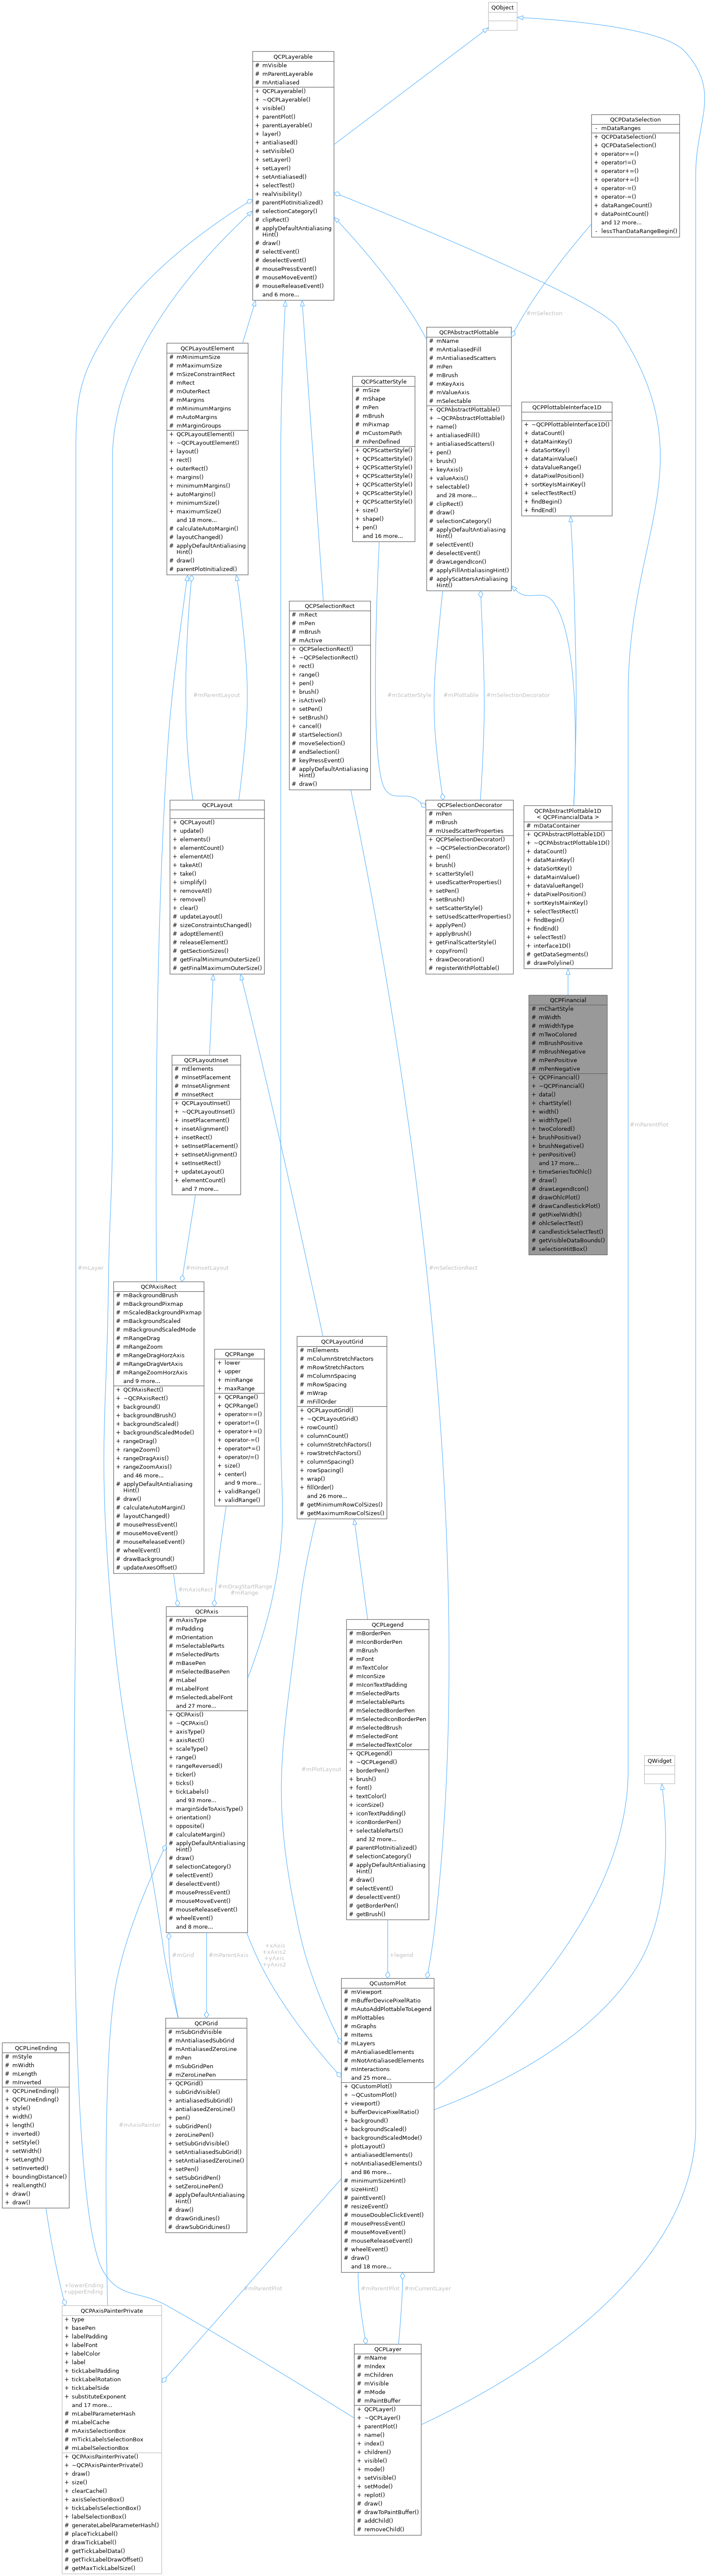 QObject
QCPLayerable
# mVisible
# mParentLayerable
# mAntialiased
+ QCPLayerable()
+ ~QCPLayerable()
+ visible()
+ parentPlot()
+ parentLayerable()
+ layer()
+ antialiased()
+ setVisible()
+ setLayer()
+ setLayer()
+ setAntialiased()
+ selectTest()
+ realVisibility()
# parentPlotInitialized()
# selectionCategory()
# clipRect()
# applyDefaultAntialiasing
Hint()
# draw()
# selectEvent()
# deselectEvent()
# mousePressEvent()
# mouseMoveEvent()
# mouseReleaseEvent()
and 6 more...
QCPDataSelection
- mDataRanges
+ QCPDataSelection()
+ QCPDataSelection()
+ operator==()
+ operator!=()
+ operator+=()
+ operator+=()
+ operator-=()
+ operator-=()
+ dataRangeCount()
+ dataPointCount()
and 12 more...
- lessThanDataRangeBegin()
#mSelection
QCPLayoutElement
# mMinimumSize
# mMaximumSize
# mSizeConstraintRect
# mRect
# mOuterRect
# mMargins
# mMinimumMargins
# mAutoMargins
# mMarginGroups
+ QCPLayoutElement()
+ ~QCPLayoutElement()
+ layout()
+ rect()
+ outerRect()
+ margins()
+ minimumMargins()
+ autoMargins()
+ minimumSize()
+ maximumSize()
and 18 more...
# calculateAutoMargin()
# layoutChanged()
# applyDefaultAntialiasing
Hint()
# draw()
# parentPlotInitialized()
QCPScatterStyle
# mSize
# mShape
# mPen
# mBrush
# mPixmap
# mCustomPath
# mPenDefined
+ QCPScatterStyle()
+ QCPScatterStyle()
+ QCPScatterStyle()
+ QCPScatterStyle()
+ QCPScatterStyle()
+ QCPScatterStyle()
+ QCPScatterStyle()
+ size()
+ shape()
+ pen()
and 16 more...
QCPAbstractPlottable
# mName
# mAntialiasedFill
# mAntialiasedScatters
# mPen
# mBrush
# mKeyAxis
# mValueAxis
# mSelectable
+ QCPAbstractPlottable()
+ ~QCPAbstractPlottable()
+ name()
+ antialiasedFill()
+ antialiasedScatters()
+ pen()
+ brush()
+ keyAxis()
+ valueAxis()
+ selectable()
and 28 more...
# clipRect()
# draw()
# selectionCategory()
# applyDefaultAntialiasing
Hint()
# selectEvent()
# deselectEvent()
# drawLegendIcon()
# applyFillAntialiasingHint()
# applyScattersAntialiasing
Hint()
QCPPlottableInterface1D
+ ~QCPPlottableInterface1D()
+ dataCount()
+ dataMainKey()
+ dataSortKey()
+ dataMainValue()
+ dataValueRange()
+ dataPixelPosition()
+ sortKeyIsMainKey()
+ selectTestRect()
+ findBegin()
+ findEnd()
QCPSelectionRect
# mRect
# mPen
# mBrush
# mActive
+ QCPSelectionRect()
+ ~QCPSelectionRect()
+ rect()
+ range()
+ pen()
+ brush()
+ isActive()
+ setPen()
+ setBrush()
+ cancel()
# startSelection()
# moveSelection()
# endSelection()
# keyPressEvent()
# applyDefaultAntialiasing
Hint()
# draw()
#mParentLayout
#mScatterStyle
#mPlottable
#mSelectionDecorator
QCPLayout
+ QCPLayout()
+ update()
+ elements()
+ elementCount()
+ elementAt()
+ takeAt()
+ take()
+ simplify()
+ removeAt()
+ remove()
+ clear()
# updateLayout()
# sizeConstraintsChanged()
# adoptElement()
# releaseElement()
# getSectionSizes()
# getFinalMinimumOuterSize()
# getFinalMaximumOuterSize()
QCPSelectionDecorator
# mPen
# mBrush
# mUsedScatterProperties
+ QCPSelectionDecorator()
+ ~QCPSelectionDecorator()
+ pen()
+ brush()
+ scatterStyle()
+ usedScatterProperties()
+ setPen()
+ setBrush()
+ setScatterStyle()
+ setUsedScatterProperties()
+ applyPen()
+ applyBrush()
+ getFinalScatterStyle()
+ copyFrom()
+ drawDecoration()
# registerWithPlottable()
QCPAbstractPlottable1D
< QCPFinancialData >
# mDataContainer
+ QCPAbstractPlottable1D()
+ ~QCPAbstractPlottable1D()
+ dataCount()
+ dataMainKey()
+ dataSortKey()
+ dataMainValue()
+ dataValueRange()
+ dataPixelPosition()
+ sortKeyIsMainKey()
+ selectTestRect()
+ findBegin()
+ findEnd()
+ selectTest()
+ interface1D()
# getDataSegments()
# drawPolyline()
QCPFinancial
# mChartStyle
# mWidth
# mWidthType
# mTwoColored
# mBrushPositive
# mBrushNegative
# mPenPositive
# mPenNegative
+ QCPFinancial()
+ ~QCPFinancial()
+ data()
+ chartStyle()
+ width()
+ widthType()
+ twoColored()
+ brushPositive()
+ brushNegative()
+ penPositive()
and 17 more...
+ timeSeriesToOhlc()
# draw()
# drawLegendIcon()
# drawOhlcPlot()
# drawCandlestickPlot()
# getPixelWidth()
# ohlcSelectTest()
# candlestickSelectTest()
# getVisibleDataBounds()
# selectionHitBox()
QCPLayoutInset
# mElements
# mInsetPlacement
# mInsetAlignment
# mInsetRect
+ QCPLayoutInset()
+ ~QCPLayoutInset()
+ insetPlacement()
+ insetAlignment()
+ insetRect()
+ setInsetPlacement()
+ setInsetAlignment()
+ setInsetRect()
+ updateLayout()
+ elementCount()
and 7 more...
#mParentPlot
#mLayer
#mInsetLayout
#mSelectionRect
QCPAxisRect
# mBackgroundBrush
# mBackgroundPixmap
# mScaledBackgroundPixmap
# mBackgroundScaled
# mBackgroundScaledMode
# mRangeDrag
# mRangeZoom
# mRangeDragHorzAxis
# mRangeDragVertAxis
# mRangeZoomHorzAxis
and 9 more...
+ QCPAxisRect()
+ ~QCPAxisRect()
+ background()
+ backgroundBrush()
+ backgroundScaled()
+ backgroundScaledMode()
+ rangeDrag()
+ rangeZoom()
+ rangeDragAxis()
+ rangeZoomAxis()
and 46 more...
# applyDefaultAntialiasing
Hint()
# draw()
# calculateAutoMargin()
# layoutChanged()
# mousePressEvent()
# mouseMoveEvent()
# mouseReleaseEvent()
# wheelEvent()
# drawBackground()
# updateAxesOffset()
QCPRange
+ lower
+ upper
+ minRange
+ maxRange
+ QCPRange()
+ QCPRange()
+ operator==()
+ operator!=()
+ operator+=()
+ operator-=()
+ operator*=()
+ operator/=()
+ size()
+ center()
and 9 more...
+ validRange()
+ validRange()
QCPLayoutGrid
# mElements
# mColumnStretchFactors
# mRowStretchFactors
# mColumnSpacing
# mRowSpacing
# mWrap
# mFillOrder
+ QCPLayoutGrid()
+ ~QCPLayoutGrid()
+ rowCount()
+ columnCount()
+ columnStretchFactors()
+ rowStretchFactors()
+ columnSpacing()
+ rowSpacing()
+ wrap()
+ fillOrder()
and 26 more...
# getMinimumRowColSizes()
# getMaximumRowColSizes()
#mAxisRect
#mDragStartRange
#mRange
QCPAxis
# mAxisType
# mPadding
# mOrientation
# mSelectableParts
# mSelectedParts
# mBasePen
# mSelectedBasePen
# mLabel
# mLabelFont
# mSelectedLabelFont
and 27 more...
+ QCPAxis()
+ ~QCPAxis()
+ axisType()
+ axisRect()
+ scaleType()
+ range()
+ rangeReversed()
+ ticker()
+ ticks()
+ tickLabels()
and 93 more...
+ marginSideToAxisType()
+ orientation()
+ opposite()
# calculateMargin()
# applyDefaultAntialiasing
Hint()
# draw()
# selectionCategory()
# selectEvent()
# deselectEvent()
# mousePressEvent()
# mouseMoveEvent()
# mouseReleaseEvent()
# wheelEvent()
and 8 more...
QCPLegend
# mBorderPen
# mIconBorderPen
# mBrush
# mFont
# mTextColor
# mIconSize
# mIconTextPadding
# mSelectedParts
# mSelectableParts
# mSelectedBorderPen
# mSelectedIconBorderPen
# mSelectedBrush
# mSelectedFont
# mSelectedTextColor
+ QCPLegend()
+ ~QCPLegend()
+ borderPen()
+ brush()
+ font()
+ textColor()
+ iconSize()
+ iconTextPadding()
+ iconBorderPen()
+ selectableParts()
and 32 more...
# parentPlotInitialized()
# selectionCategory()
# applyDefaultAntialiasing
Hint()
# draw()
# selectEvent()
# deselectEvent()
# getBorderPen()
# getBrush()
#mPlotLayout
QWidget
#mGrid
#mParentAxis
+xAxis
+xAxis2
+yAxis
+yAxis2
+legend
QCustomPlot
# mViewport
# mBufferDevicePixelRatio
# mAutoAddPlottableToLegend
# mPlottables
# mGraphs
# mItems
# mLayers
# mAntialiasedElements
# mNotAntialiasedElements
# mInteractions
and 25 more...
+ QCustomPlot()
+ ~QCustomPlot()
+ viewport()
+ bufferDevicePixelRatio()
+ background()
+ backgroundScaled()
+ backgroundScaledMode()
+ plotLayout()
+ antialiasedElements()
+ notAntialiasedElements()
and 86 more...
# minimumSizeHint()
# sizeHint()
# paintEvent()
# resizeEvent()
# mouseDoubleClickEvent()
# mousePressEvent()
# mouseMoveEvent()
# mouseReleaseEvent()
# wheelEvent()
# draw()
and 18 more...
QCPGrid
# mSubGridVisible
# mAntialiasedSubGrid
# mAntialiasedZeroLine
# mPen
# mSubGridPen
# mZeroLinePen
+ QCPGrid()
+ subGridVisible()
+ antialiasedSubGrid()
+ antialiasedZeroLine()
+ pen()
+ subGridPen()
+ zeroLinePen()
+ setSubGridVisible()
+ setAntialiasedSubGrid()
+ setAntialiasedZeroLine()
+ setPen()
+ setSubGridPen()
+ setZeroLinePen()
# applyDefaultAntialiasing
Hint()
# draw()
# drawGridLines()
# drawSubGridLines()
QCPLineEnding
# mStyle
# mWidth
# mLength
# mInverted
+ QCPLineEnding()
+ QCPLineEnding()
+ style()
+ width()
+ length()
+ inverted()
+ setStyle()
+ setWidth()
+ setLength()
+ setInverted()
+ boundingDistance()
+ realLength()
+ draw()
+ draw()
#mAxisPainter
+lowerEnding
+upperEnding
#mParentPlot
#mParentPlot
#mCurrentLayer
QCPAxisPainterPrivate
+ type
+ basePen
+ labelPadding
+ labelFont
+ labelColor
+ label
+ tickLabelPadding
+ tickLabelRotation
+ tickLabelSide
+ substituteExponent
and 17 more...
# mLabelParameterHash
# mLabelCache
# mAxisSelectionBox
# mTickLabelsSelectionBox
# mLabelSelectionBox
+ QCPAxisPainterPrivate()
+ ~QCPAxisPainterPrivate()
+ draw()
+ size()
+ clearCache()
+ axisSelectionBox()
+ tickLabelsSelectionBox()
+ labelSelectionBox()
# generateLabelParameterHash()
# placeTickLabel()
# drawTickLabel()
# getTickLabelData()
# getTickLabelDrawOffset()
# getMaxTickLabelSize()
QCPLayer
# mName
# mIndex
# mChildren
# mVisible
# mMode
# mPaintBuffer
+ QCPLayer()
+ ~QCPLayer()
+ parentPlot()
+ name()
+ index()
+ children()
+ visible()
+ mode()
+ setVisible()
+ setMode()
+ replot()
# draw()
# drawToPaintBuffer()
# addChild()
# removeChild()